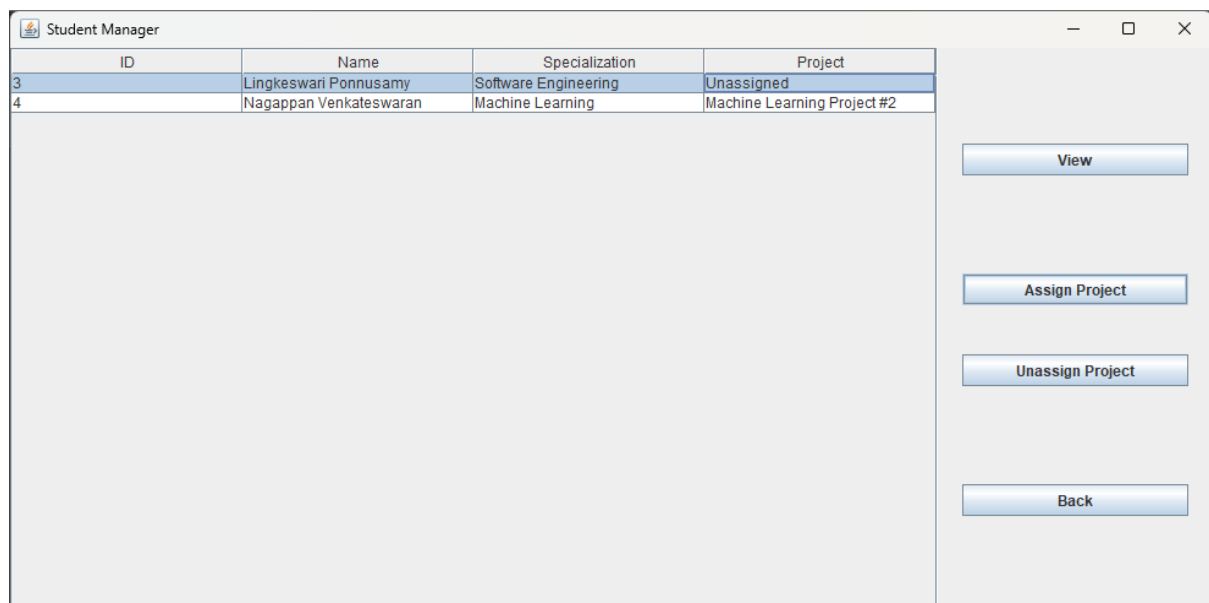 Student Manager
ID Name Specialization Project
3 Lingkeswari Ponnusamy Software Engineering Unassigned
4 Nagappan Venkateswaran Machine Learning Machine Learning Project #2
View
Assign Project
Unassign Project
Back